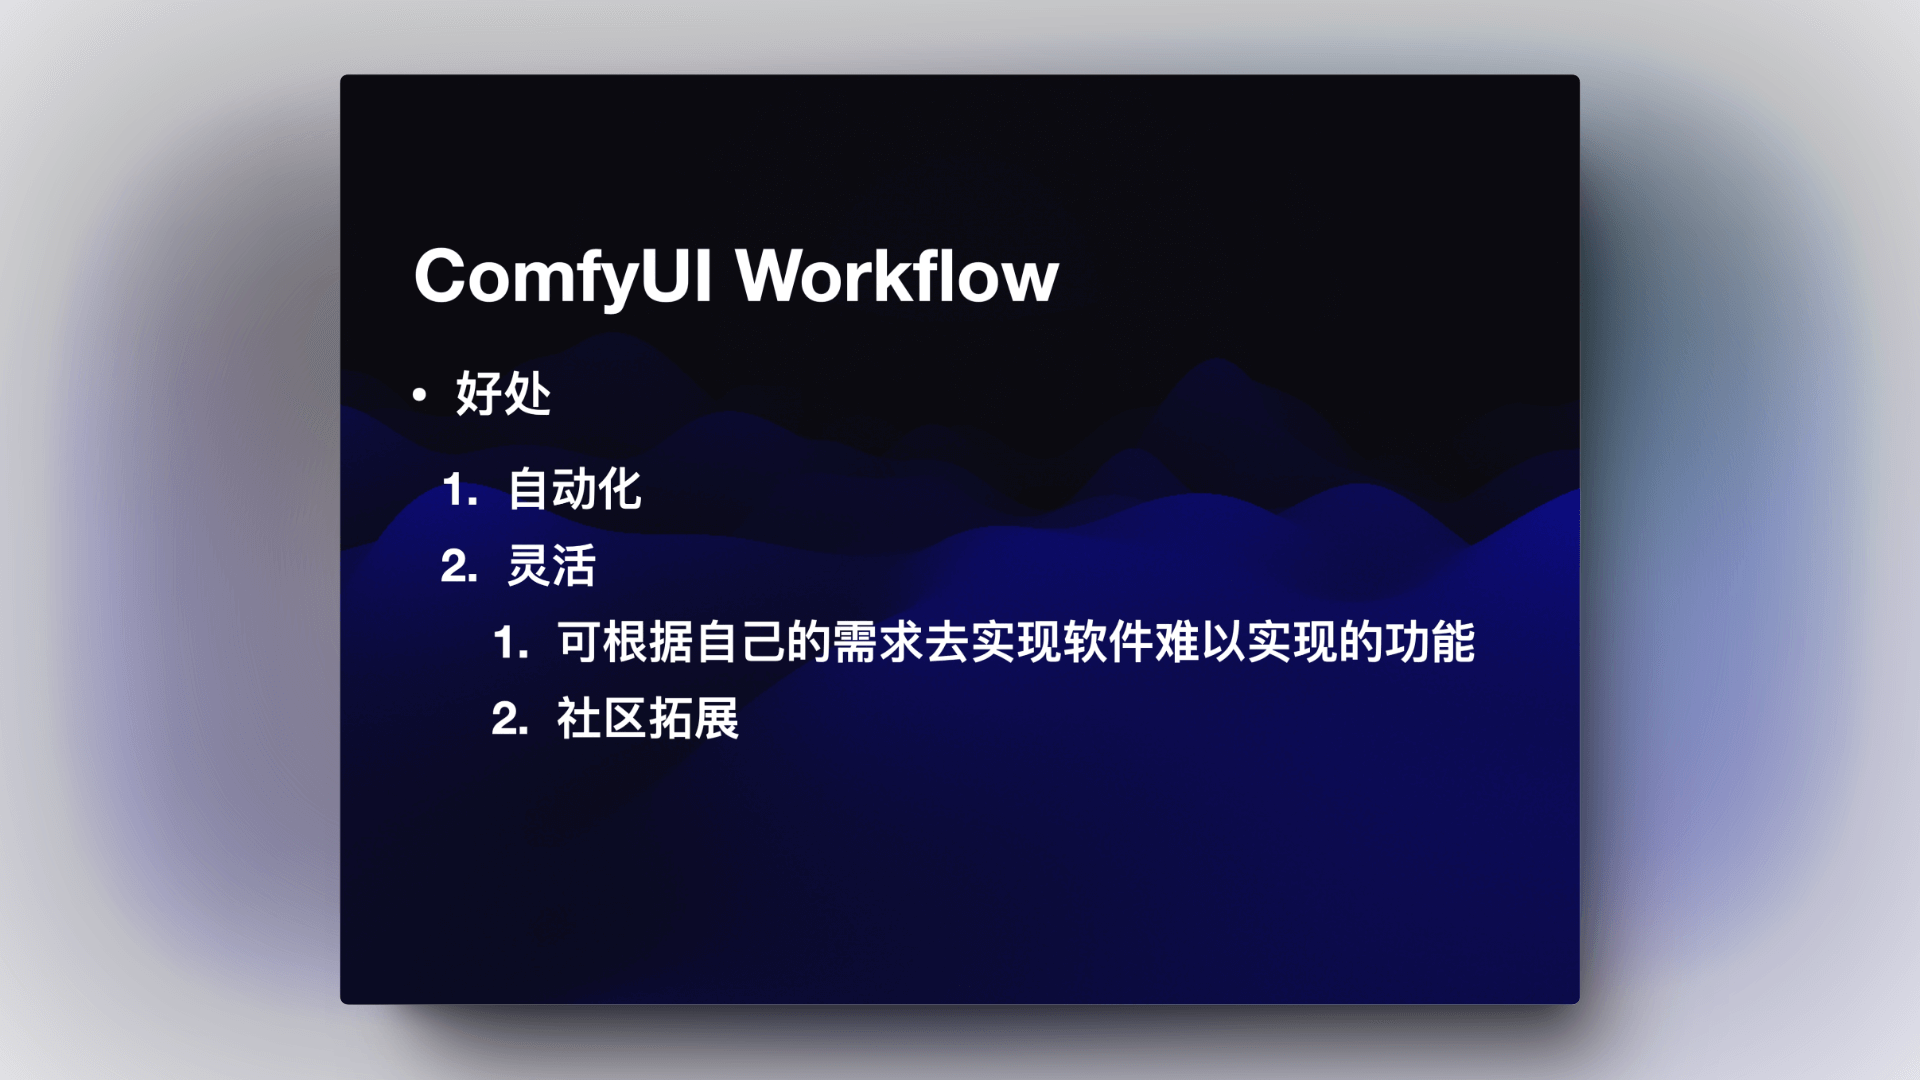 ComfyUI Workflow
• 好处
1. 自动化
2. 灵活
1. 可根据自己的需求去实现软件难以实现的功能
2. 社区拓展